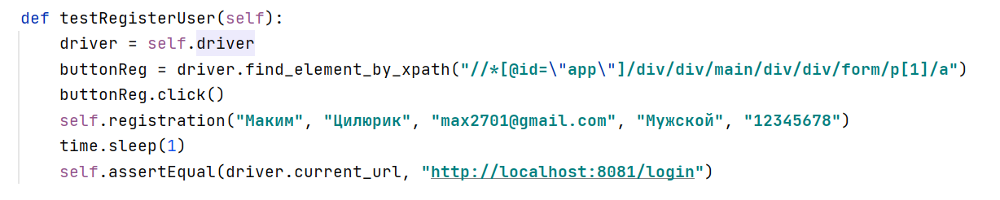 def testRegisterUser(self):
    driver = self.driver
    buttonReg = driver.find_element_by_xpath("//*[@id=\"app\"]/div/div/main/div/div/form/p[1]/a")
    buttonReg.click()
    self.registration("Маким", "Цилюрик", "max2701@gmail.com", "Мужской", "12345678")
    time.sleep(1)
    self.assertEqual(driver.current_url, "http://localhost:8081/login")